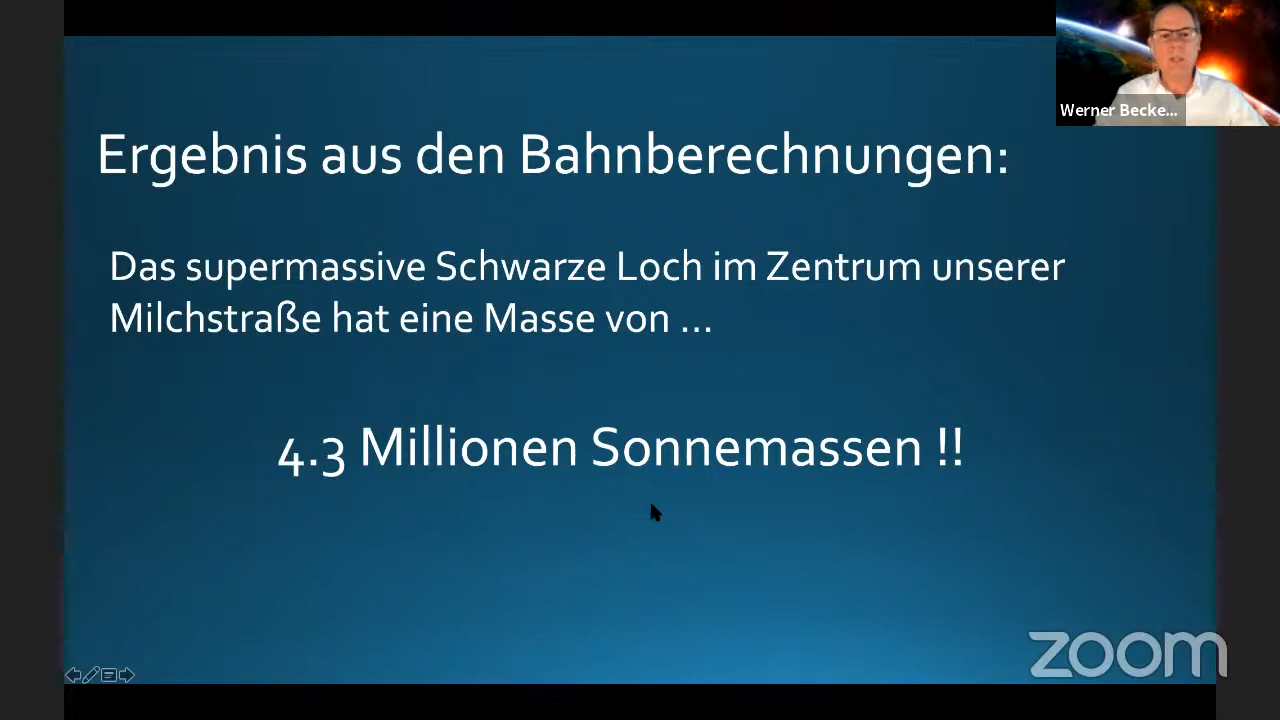 Werner Becke...
Ergebnis aus den Bahnberechnungen:
Das supermassive Schwarze Loch im Zentrum unserer
Milchstraße hat eine Masse von ...
4.3 Millionen Sonnemassen !!
zoom